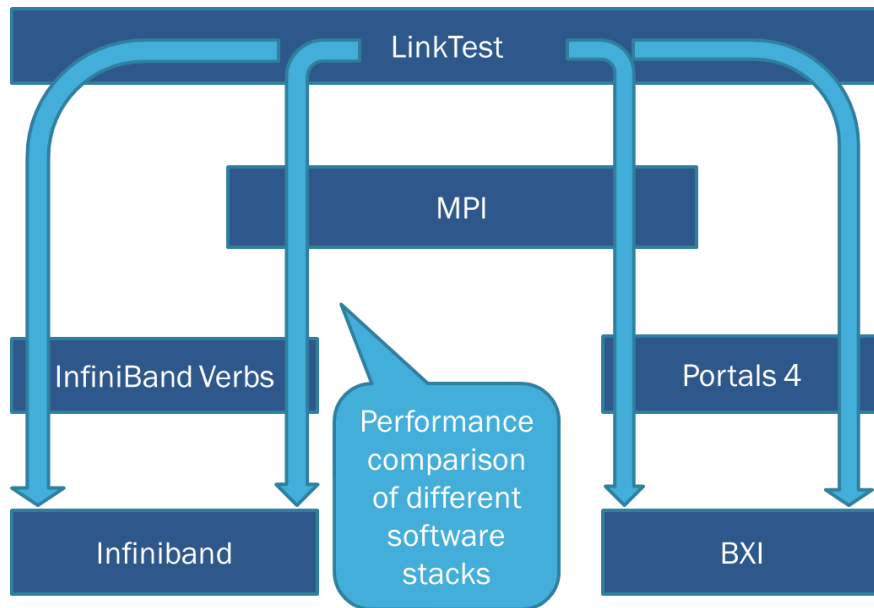 LinkTest
MPI
InfiniBand Verbs
Portals 4
Performance
comparison
of different
software
stacks
Infiniband
BXI